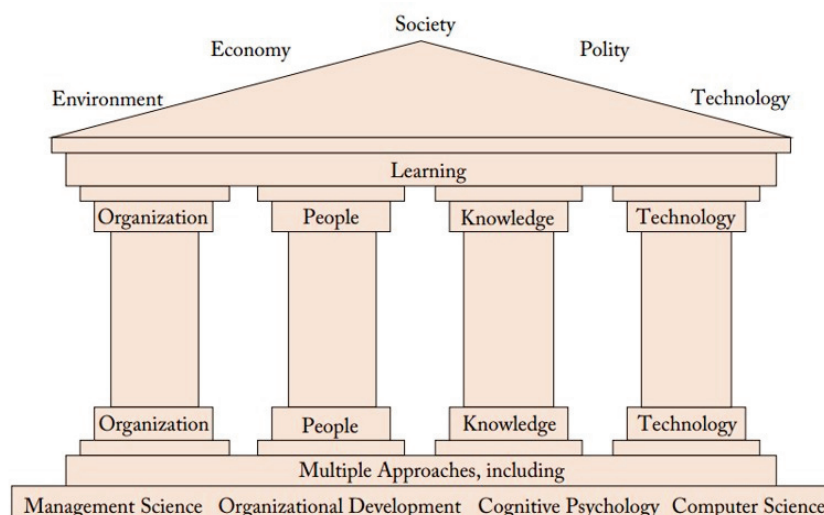 Society
Economy Polity
Environment Technology
Learning
Organization People Knowledge Technology
Organization People Knowledge Technology
Multiple Approaches, including
Management Science Organizational Development Cognitive Psychology Computer Science